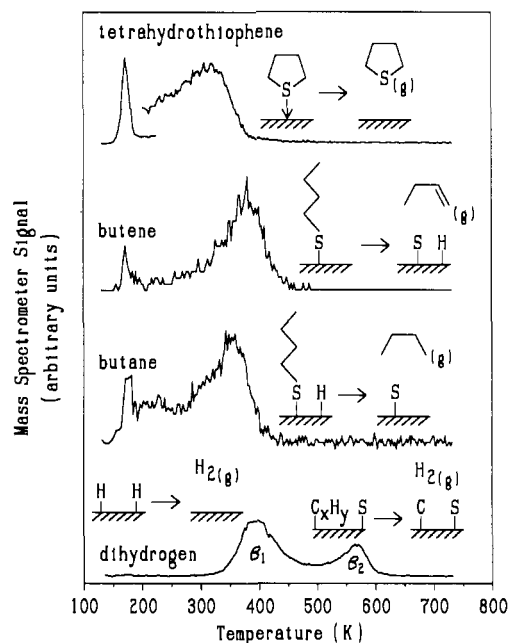 tetrahydrothiophene
S
S(g)
butene
(g)
S
S H
butane
(g)
S H
S
H H
H2(g)
CxHy S
H2(g)
C S
dihydrogen
β1
β2
Mass Spectrometer Signal
(arbitrary units)
100 200 300 400 500 600 700 800
Temperature (K)